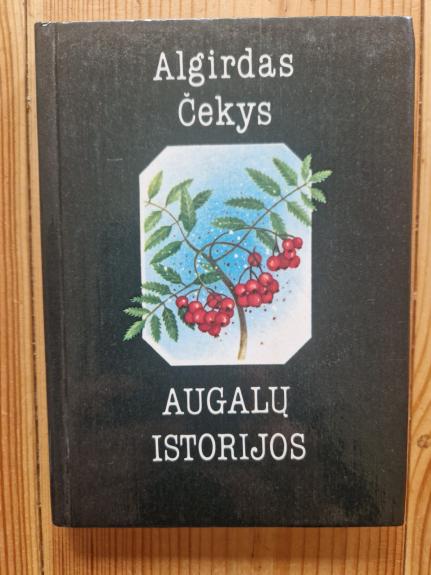 Algirdas
Čekys
AUGALŲ
ISTORIJOS